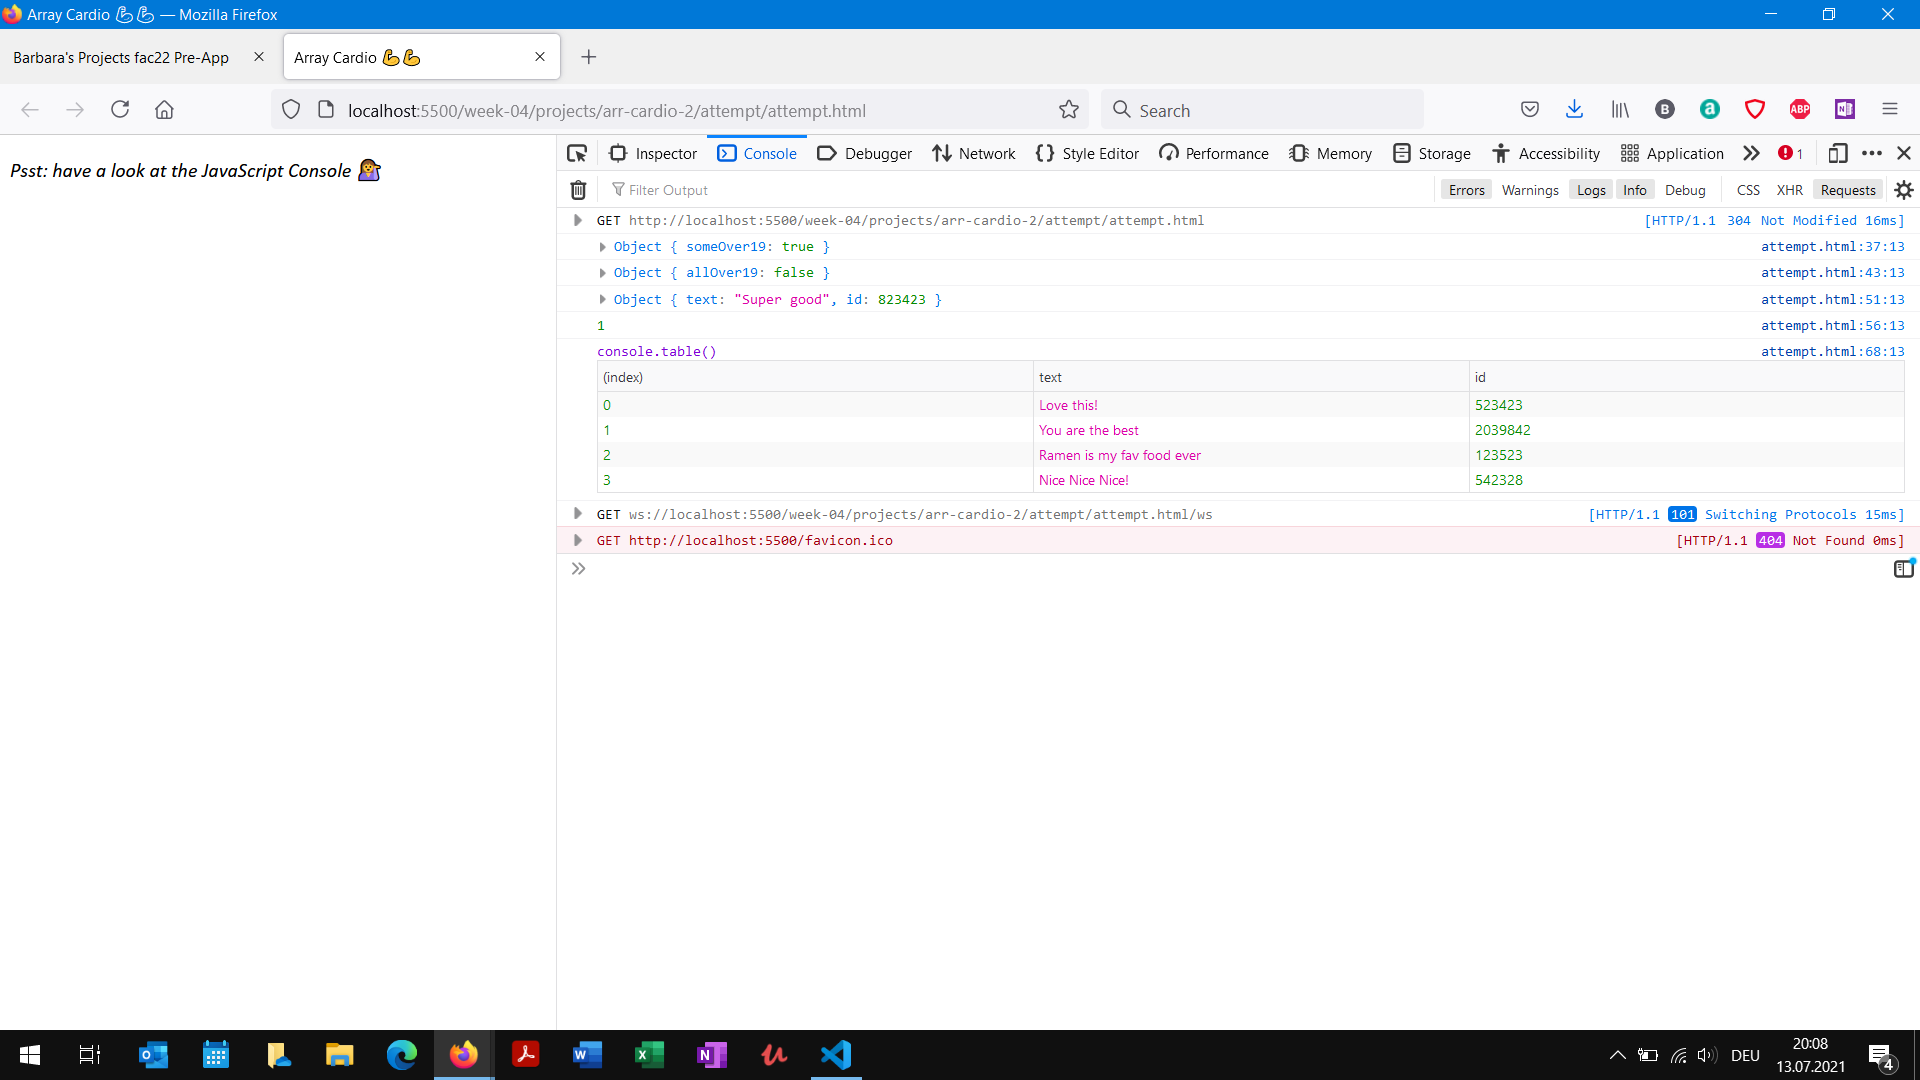 Array Cardio 💪💪 — Mozilla Firefox
Barbara's Projects fac22 Pre-App
Array Cardio 💪💪
localhost:5500/week-04/projects/arr-cardio-2/attempt/attempt.html
Search
B
a
ABP
N
Psst: have a look at the JavaScript Console 💁
Inspector Console Debugger Network Style Editor Performance Memory Storage Accessibility Application 1
Filter Output
Errors Warnings Logs Info Debug CSS XHR Requests
GET http://localhost:5500/week-04/projects/arr-cardio-2/attempt/attempt.html [HTTP/1.1 304 Not Modified 16ms]
Object { someOver19: true } attempt.html:37:13
Object { allOver19: false } attempt.html:43:13
Object { text: "Super good", id: 823423 } attempt.html:51:13
1 attempt.html:56:13
console.table() attempt.html:68:13
(index) text id
0 Love this! 523423
1 You are the best 2039842
2 Ramen is my fav food ever 123523
3 Nice Nice Nice! 542328
GET ws://localhost:5500/week-04/projects/arr-cardio-2/attempt/attempt.html/ws [HTTP/1.1 101 Switching Protocols 15ms]
GET http://localhost:5500/favicon.ico [HTTP/1.1 404 Not Found 0ms]
DEU
20:08
13.07.2021
4